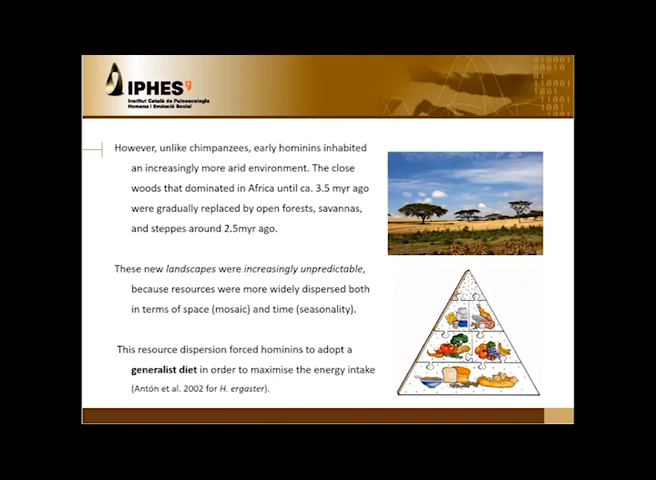 IPHES
Institut Català de Paleoecologia
Humana i Evolució Social
However, unlike chimpanzees, early hominins inhabited
an increasingly more arid environment. The close
woods that dominated in Africa until ca. 3.5 myr ago
were gradually replaced by open forests, savannas,
and steppes around 2.5myr ago.
These new landscapes were increasingly unpredictable,
because resources were more widely dispersed both
in terms of space (mosaic) and time (seasonality).
This resource dispersion forced hominins to adopt a
generalist diet in order to maximise the energy intake
(Antón et al. 2002 for H. ergaster).